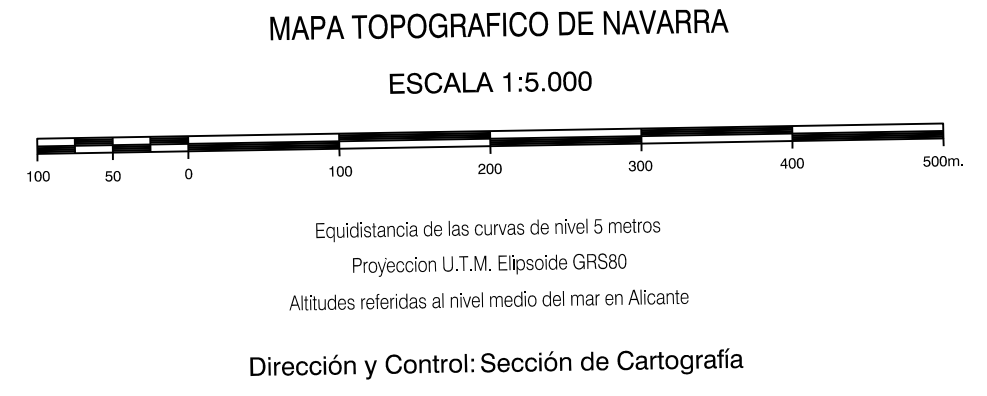 MAPA TOPOGRAFICO DE NAVARRA
ESCALA 1:5.000
100 50 0 100 200 300 400 500m.
Equidistancia de las curvas de nivel 5 metros
Proyeccion U.T.M. Elipsoide GRS80
Altitudes referidas al nivel medio del mar en Alicante
Dirección y Control: Sección de Cartografía